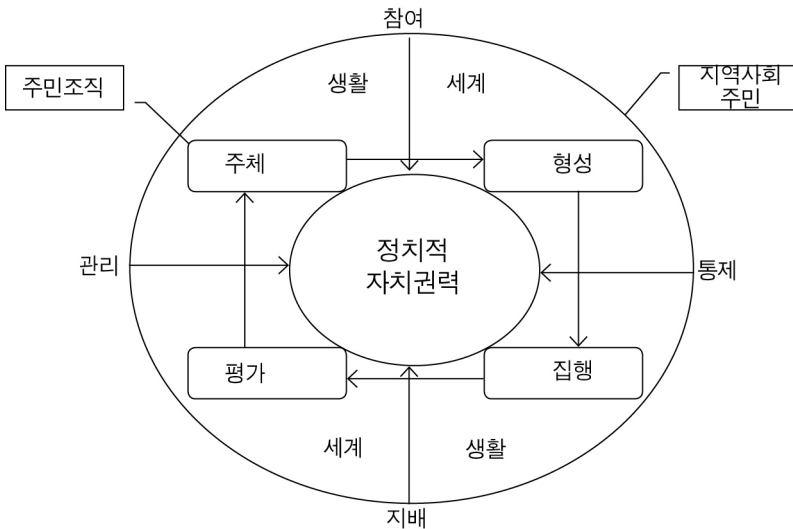 참여
생활
세계
주민조직
지역사회
주민
주체
형성
정치적
자치권력
관리
통제
평가
집행
세계
생활
지배